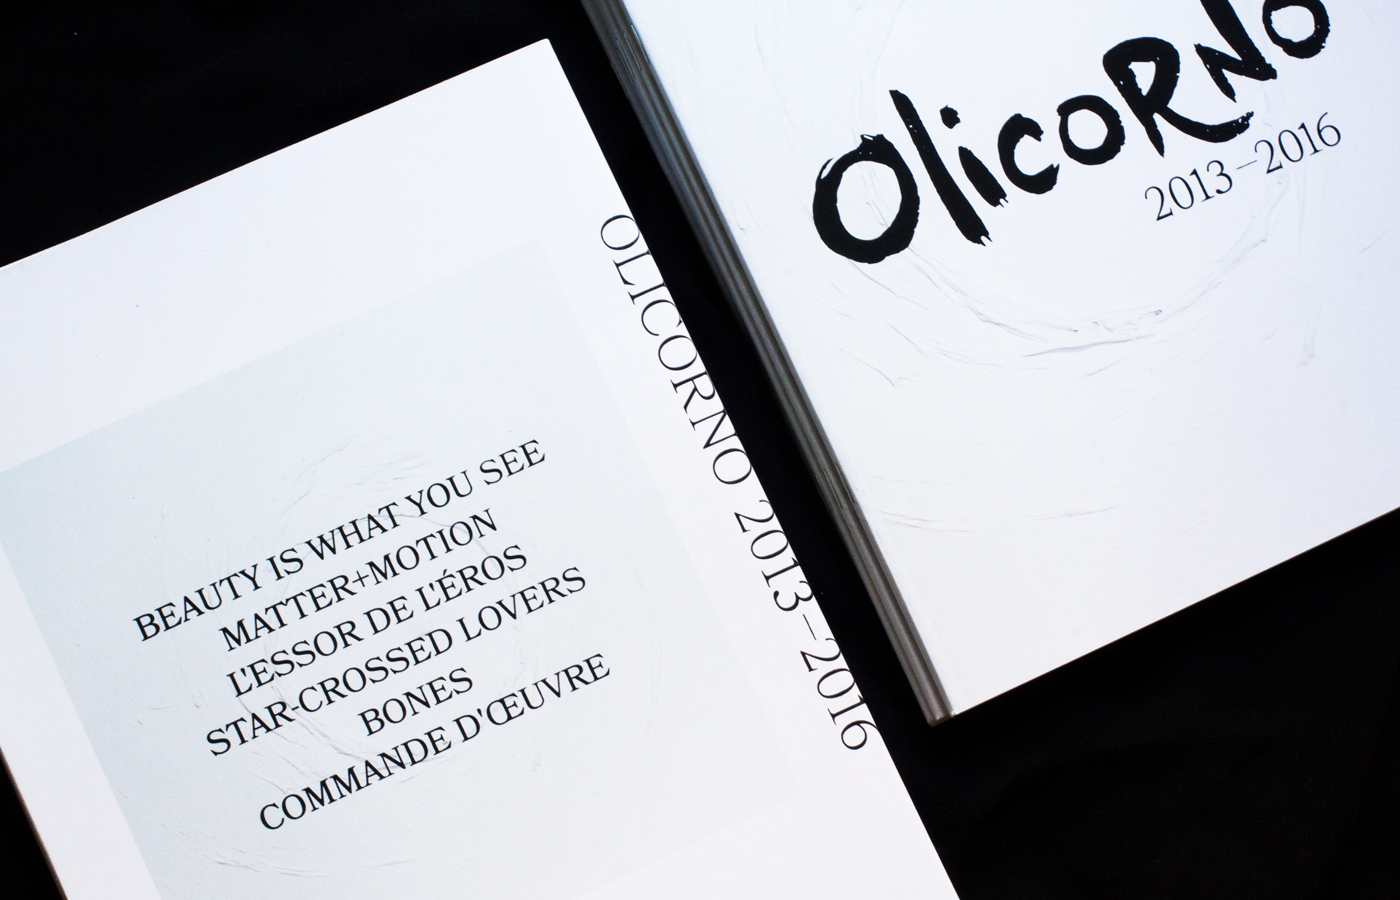 OlicoRNO
2013–2016
OLICORNO 2013–2016
BEAUTY IS WHAT YOU SEE
MATTER+MOTION
L'ESSOR DE L'ÉROS
STAR-CROSSED LOVERS
BONES
COMMANDE D'ŒUVRE